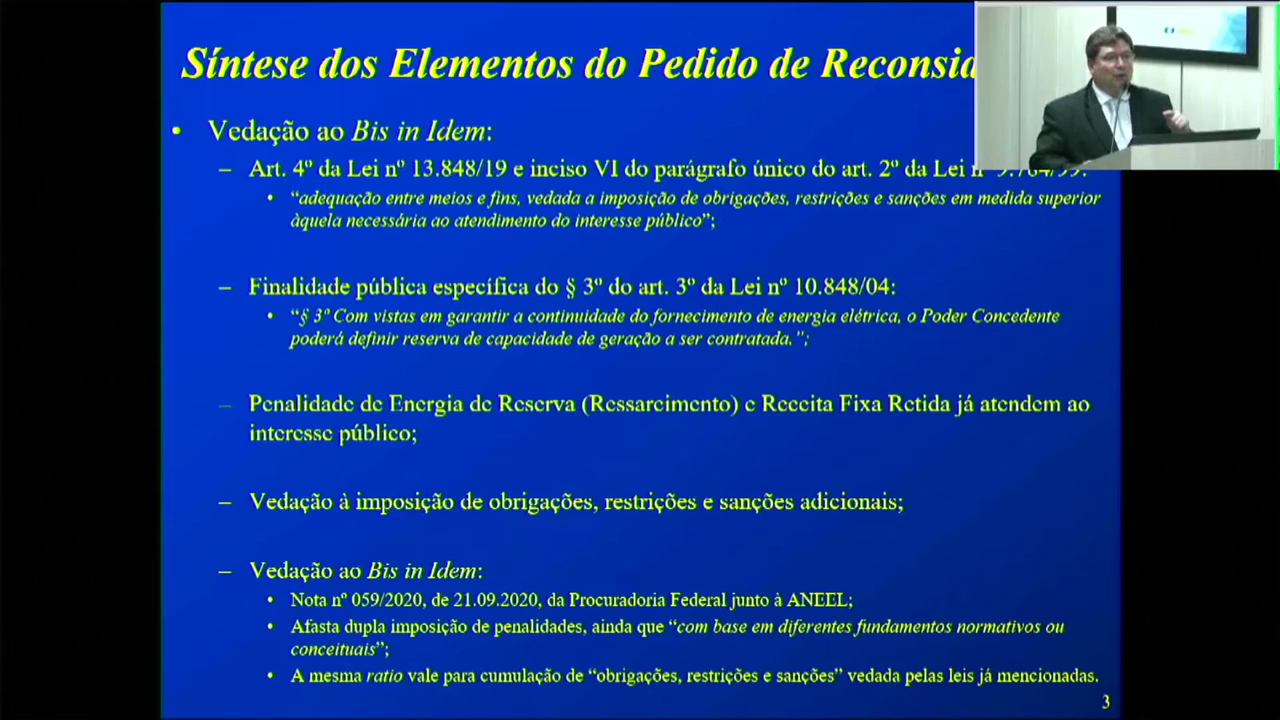 Síntese dos Elementos do Pedido de
• Vedação ao Bis in Idem:
– Art. 4º da Lei nº 13.848/19 e inciso VI do parágrafo único do art. 2º da Lei
• “adequação entre meios e fins, vedada a imposição de obrigações, restrições e sanções em medida superior
àquela necessária ao atendimento do interesse público”;
– Finalidade pública específica do § 3º do art. 3º da Lei nº 10.848/04:
• “§ 3º Com vistas em garantir a continuidade do fornecimento de energia elétrica, o Poder Concedente
poderá definir reserva de capacidade de geração a ser contratada.”;
– Penalidade de Energia de Reserva (Ressarcimento) e Receita Fixa Retida já atendem ao
interesse público;
– Vedação à imposição de obrigações, restrições e sanções adicionais;
– Vedação ao Bis in Idem:
• Nota nº 059/2020, de 21.09.2020, da Procuradoria Federal junto à ANEEL;
• Afasta dupla imposição de penalidades, ainda que “com base em diferentes fundamentos normativos ou
conceituais”;
• A mesma ratio vale para cumulação de “obrigações, restrições e sanções” vedada pelas leis já mencionadas.
3